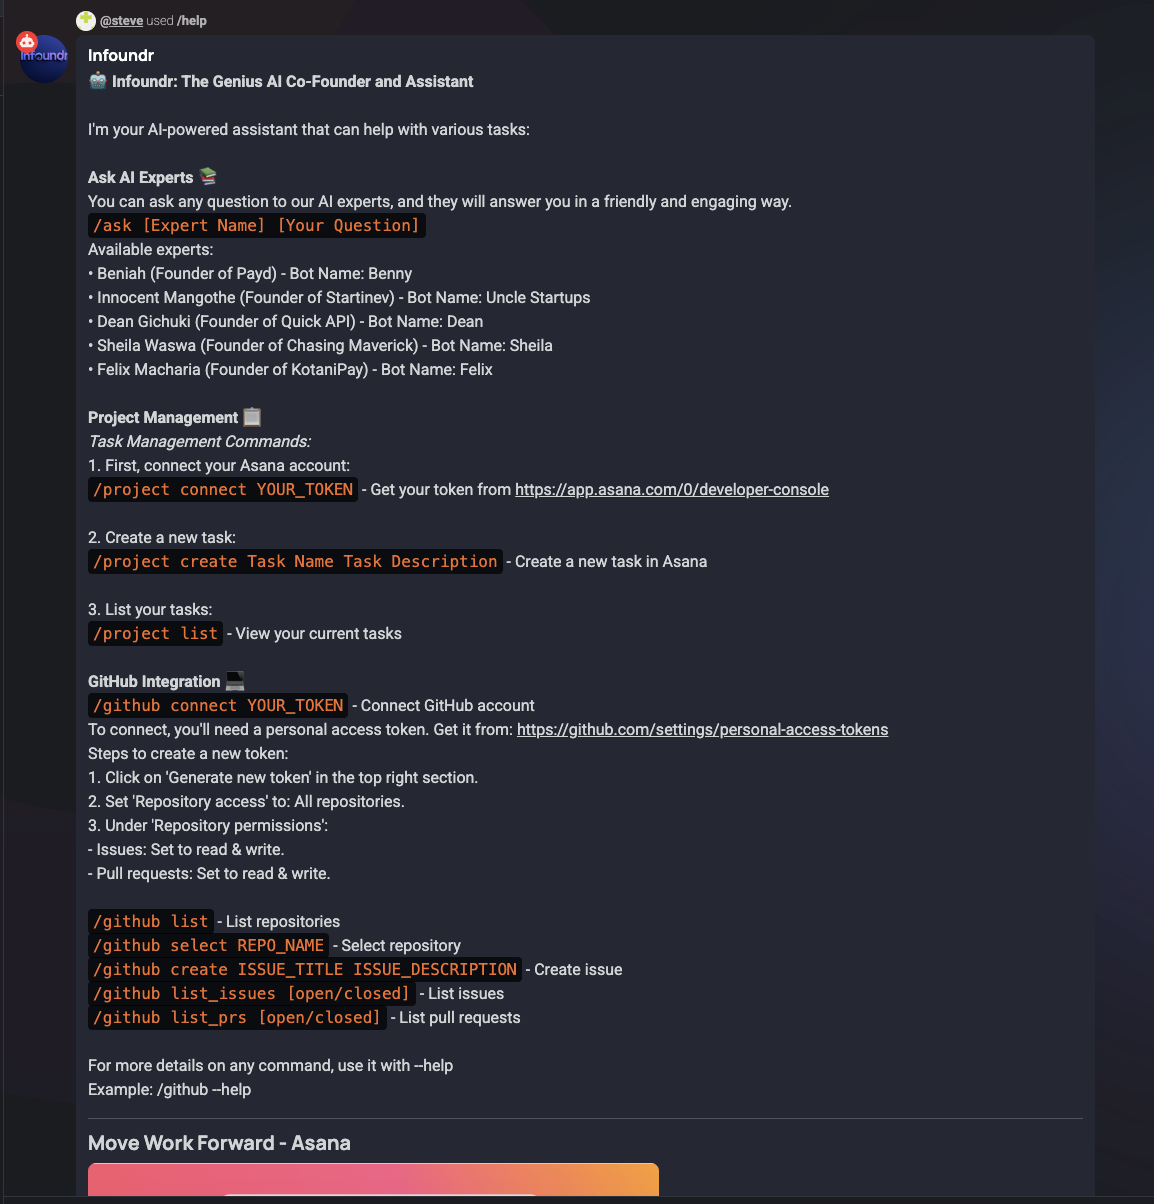 @steve used /help
Infoundr
Infoundr
🤖 Infoundr: The Genius AI Co-Founder and Assistant
I'm your AI-powered assistant that can help with various tasks:
Ask AI Experts 📚
You can ask any question to our AI experts, and they will answer you in a friendly and engaging way.
/ask [Expert Name] [Your Question]
Available experts:
• Beniah (Founder of Payd) - Bot Name: Benny
• Innocent Mangothe (Founder of Startinev) - Bot Name: Uncle Startups
• Dean Gichuki (Founder of Quick API) - Bot Name: Dean
• Sheila Waswa (Founder of Chasing Maverick) - Bot Name: Sheila
• Felix Macharia (Founder of KotaniPay) - Bot Name: Felix
Project Management 📋
Task Management Commands:
1. First, connect your Asana account:
/project connect YOUR_TOKEN - Get your token from https://app.asana.com/0/developer-console
2. Create a new task:
/project create Task Name Task Description - Create a new task in Asana
3. List your tasks:
/project list - View your current tasks
GitHub Integration 💻
/github connect YOUR_TOKEN - Connect GitHub account
To connect, you'll need a personal access token. Get it from: https://github.com/settings/personal-access-tokens
Steps to create a new token:
1. Click on 'Generate new token' in the top right section.
2. Set 'Repository access' to: All repositories.
3. Under 'Repository permissions':
- Issues: Set to read & write.
- Pull requests: Set to read & write.
/github list - List repositories
/github select REPO_NAME - Select repository
/github create ISSUE_TITLE ISSUE_DESCRIPTION - Create issue
/github list_issues [open/closed] - List issues
/github list_prs [open/closed] - List pull requests
For more details on any command, use it with --help
Example: /github --help
Move Work Forward - Asana